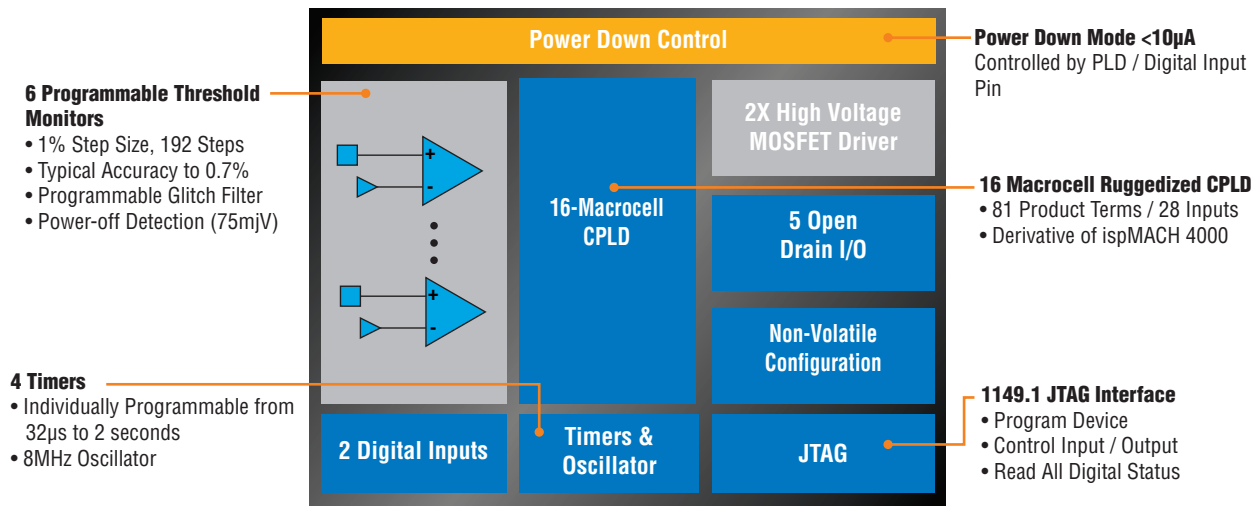 Power Down Control
Power Down Mode <10µA
Controlled by PLD / Digital Input
Pin
6 Programmable Threshold
Monitors
• 1% Step Size, 192 Steps
• Typical Accuracy to 0.7%
• Programmable Glitch Filter
• Power-off Detection (75mjV)
+
-
+
-
16-Macrocell
CPLD
2X High Voltage
MOSFET Driver
5 Open
Drain I/O
Non-Volatile
Configuration
16 Macrocell Ruggedized CPLD
• 81 Product Terms / 28 Inputs
• Derivative of ispMACH 4000
4 Timers
• Individually Programmable from
32µs to 2 seconds
• 8MHz Oscillator
2 Digital Inputs
Timers &
Oscillator
JTAG
1149.1 JTAG Interface
• Program Device
• Control Input / Output
• Read All Digital Status